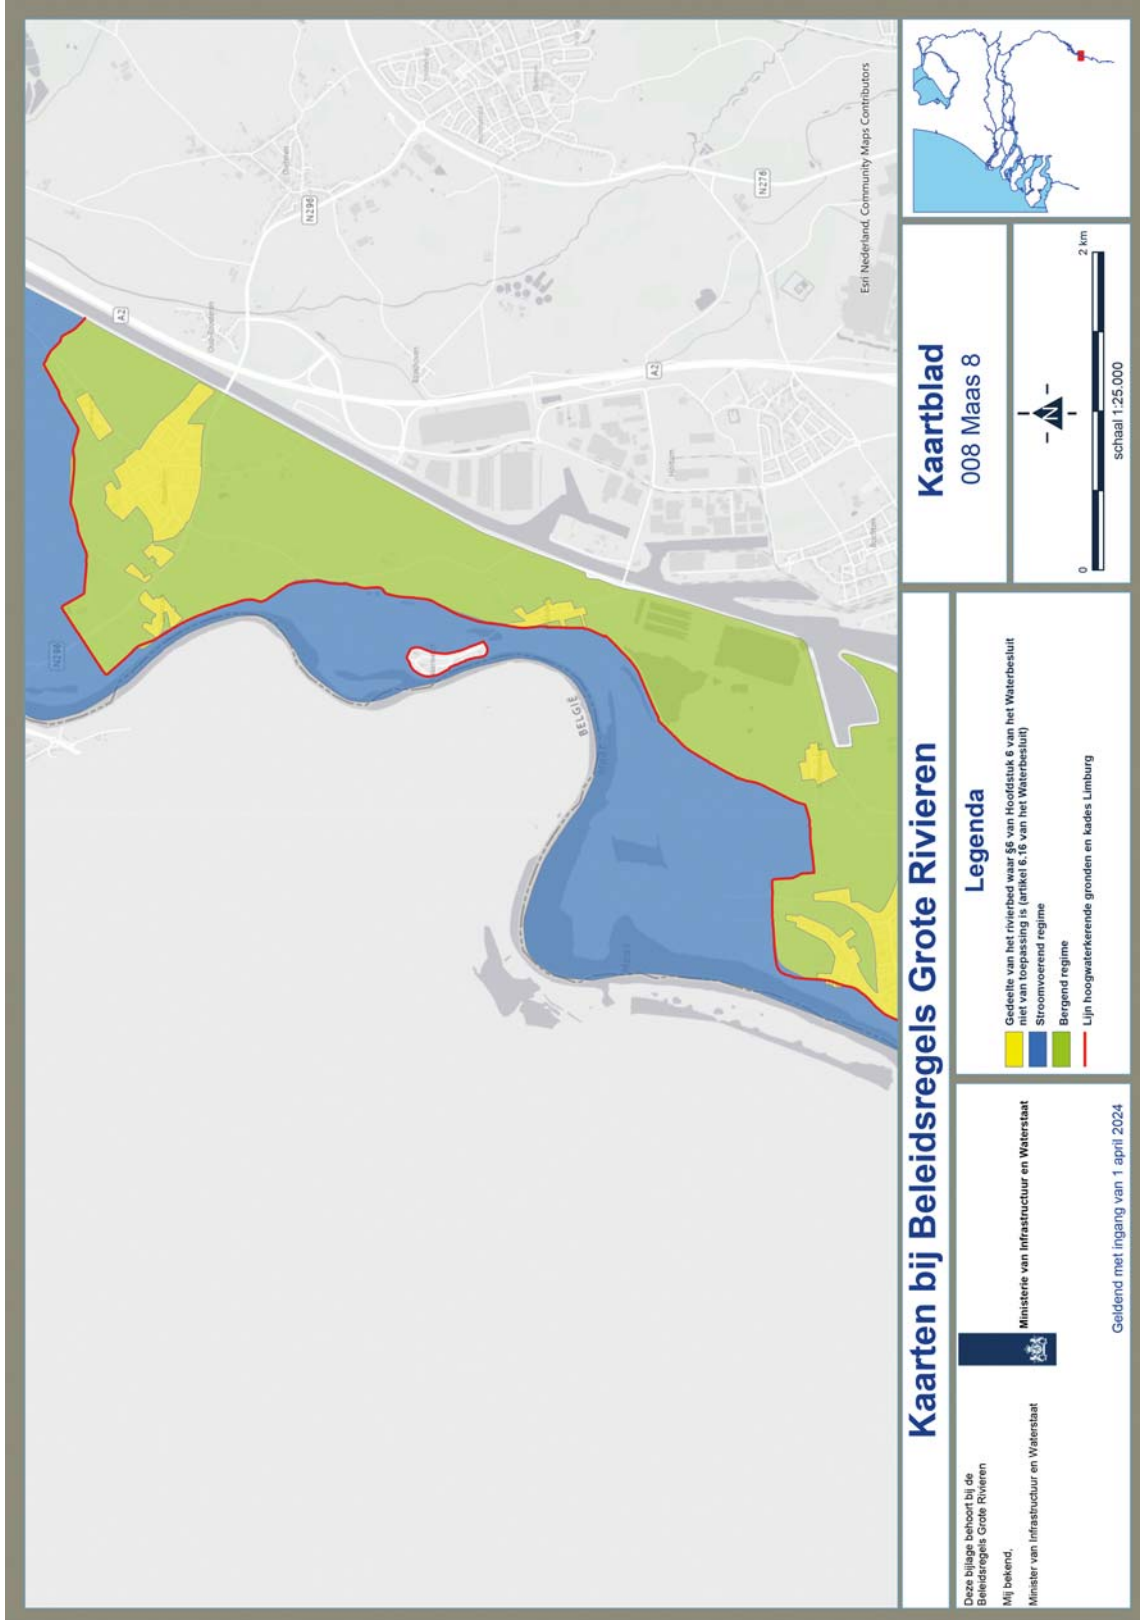 Esri Nederland, Community Maps Contributors
N296
N296
N276
A2
A2
BELGIË
Kaarten bij Beleidsregels Grote Rivieren
Deze bijlage behoort bij de
Beleidsregels Grote Rivieren
Mij bekend,
Minister van Infrastructuur en Waterstaat
Ministerie van Infrastructuur en Waterstaat
Geldend met ingang van 1 april 2024
Legenda
Gedeelte van het rivierbed waar §6 van Hoofdstuk 6 van het Waterbesluit
niet van toepassing is (artikel 6.16 van het Waterbesluit)
Stroomvoerend regime
Bergend regime
Lijn hoogwaterkerende gronden en kades Limburg
Kaartblad
008 Maas 8
N
0
2 km
schaal 1:25.000